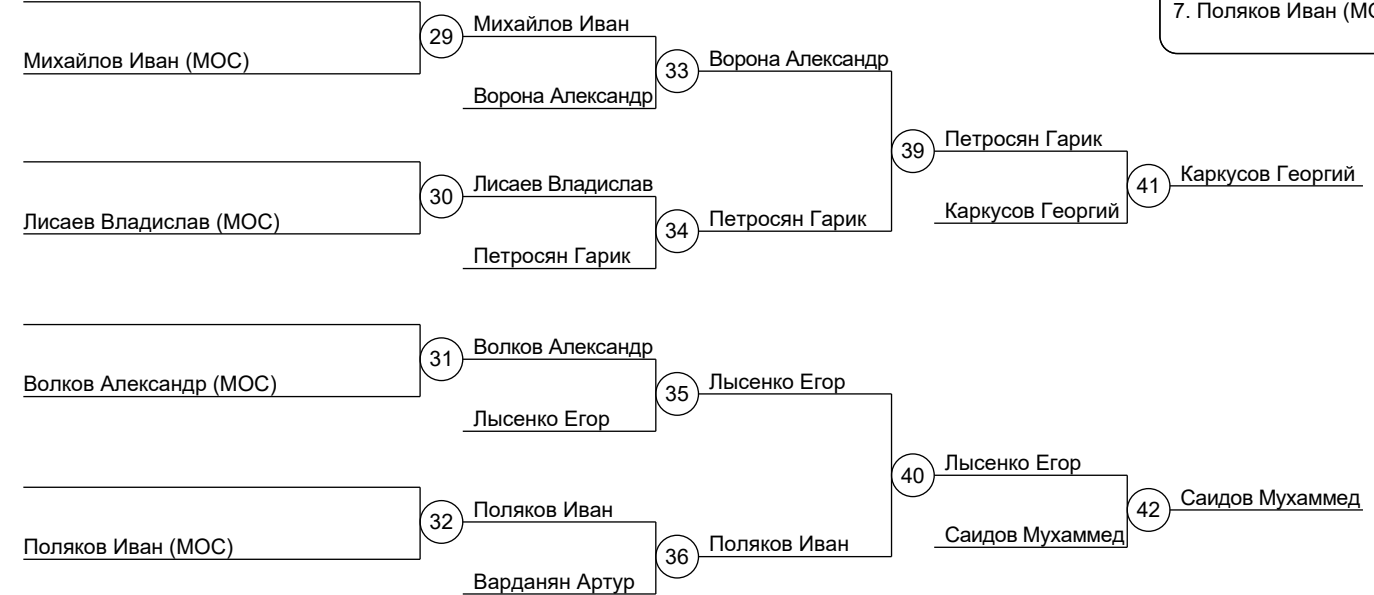 7. Поляков Иван (МО
29
Михайлов Иван
Михайлов Иван (МОС)
33
Ворона Александр
Ворона Александр
39
Петросян Гарик
30
Лисаев Владислав
41
Каркусов Георгий
Лисаев Владислав (МОС)
34
Петросян Гарик
Каркусов Георгий
Петросян Гарик
31
Волков Александр
Волков Александр (МОС)
35
Лысенко Егор
Лысенко Егор
40
Лысенко Егор
32
Поляков Иван
42
Саидов Мухаммед
Поляков Иван (МОС)
36
Поляков Иван
Саидов Мухаммед
Варданян Артур